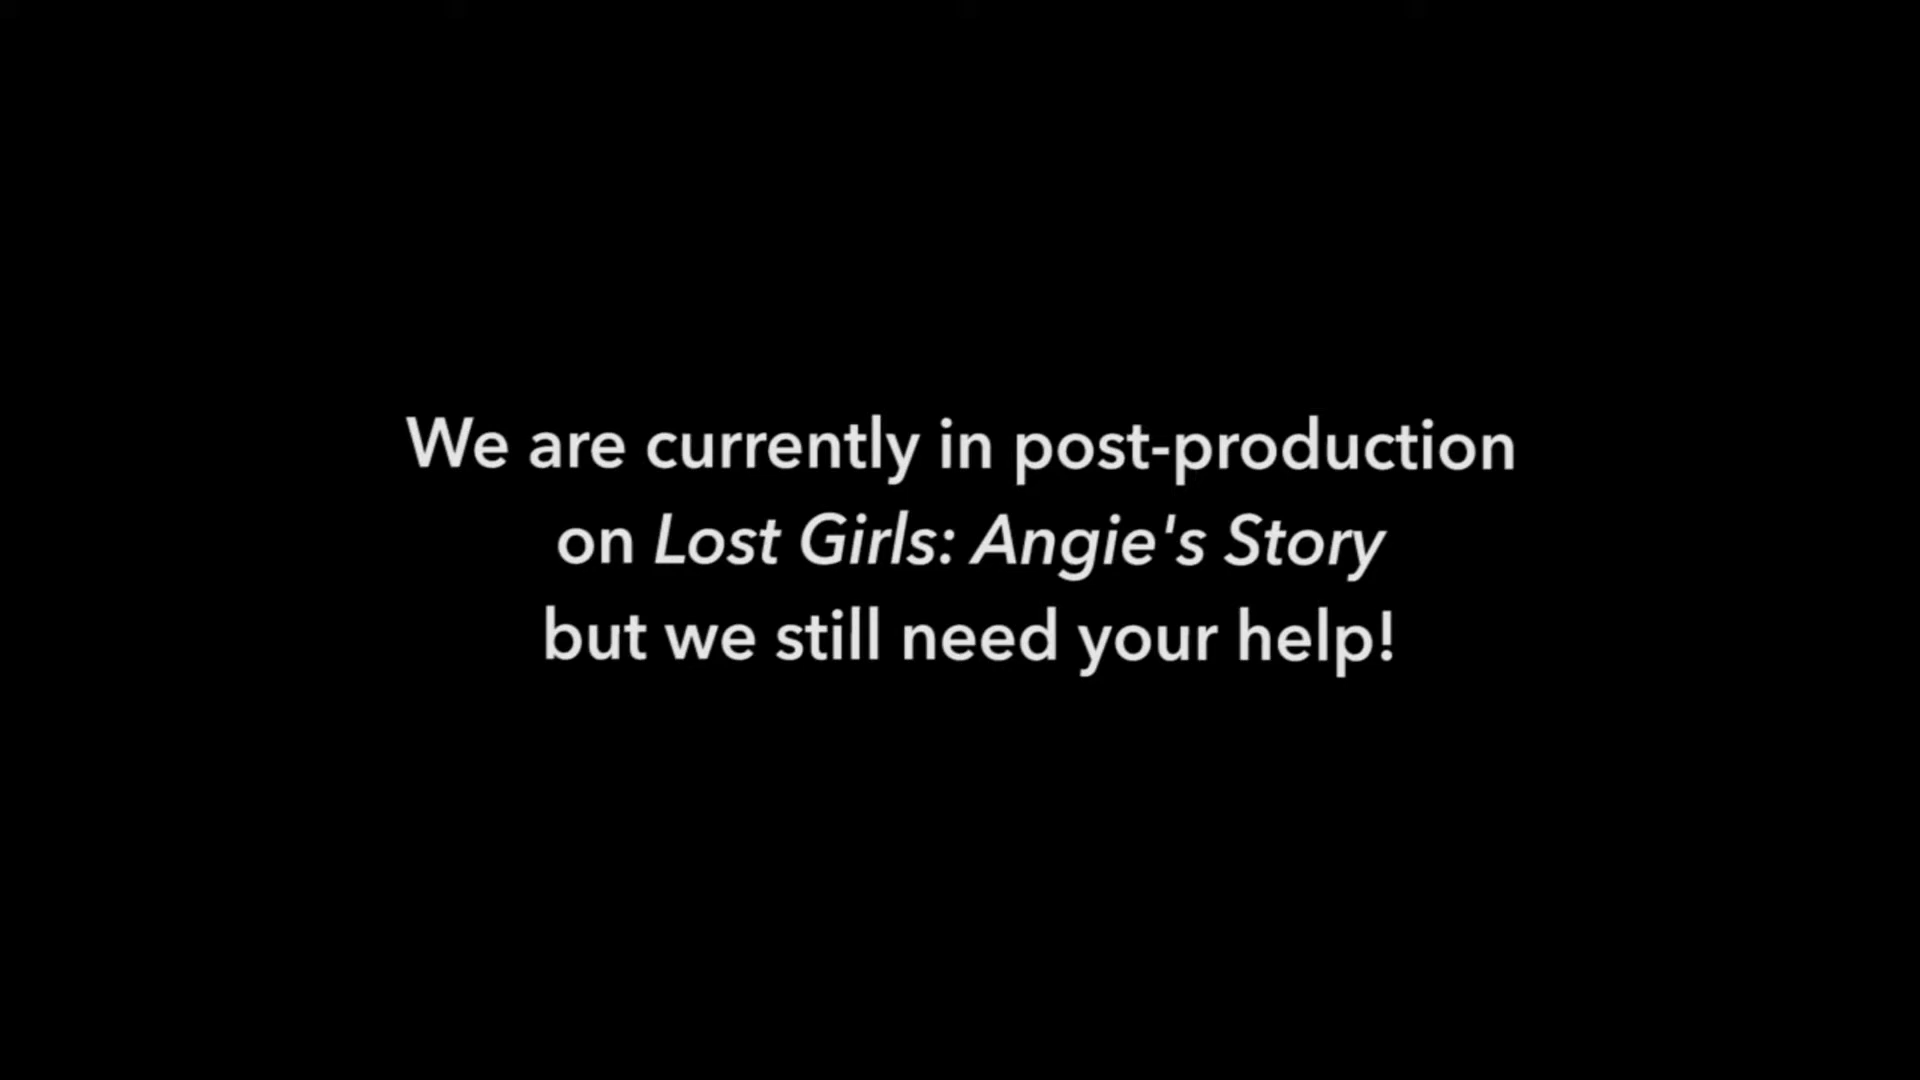 We are currently in post-production
on Lost Girls: Angie's Story
but we still need your help!